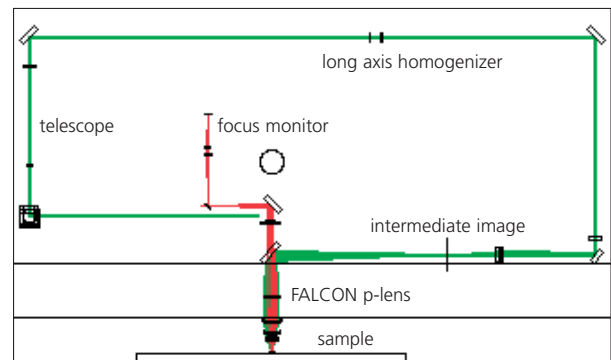 long axis homogenizer
telescope
focus monitor
intermediate image
FALCON p-lens
sample